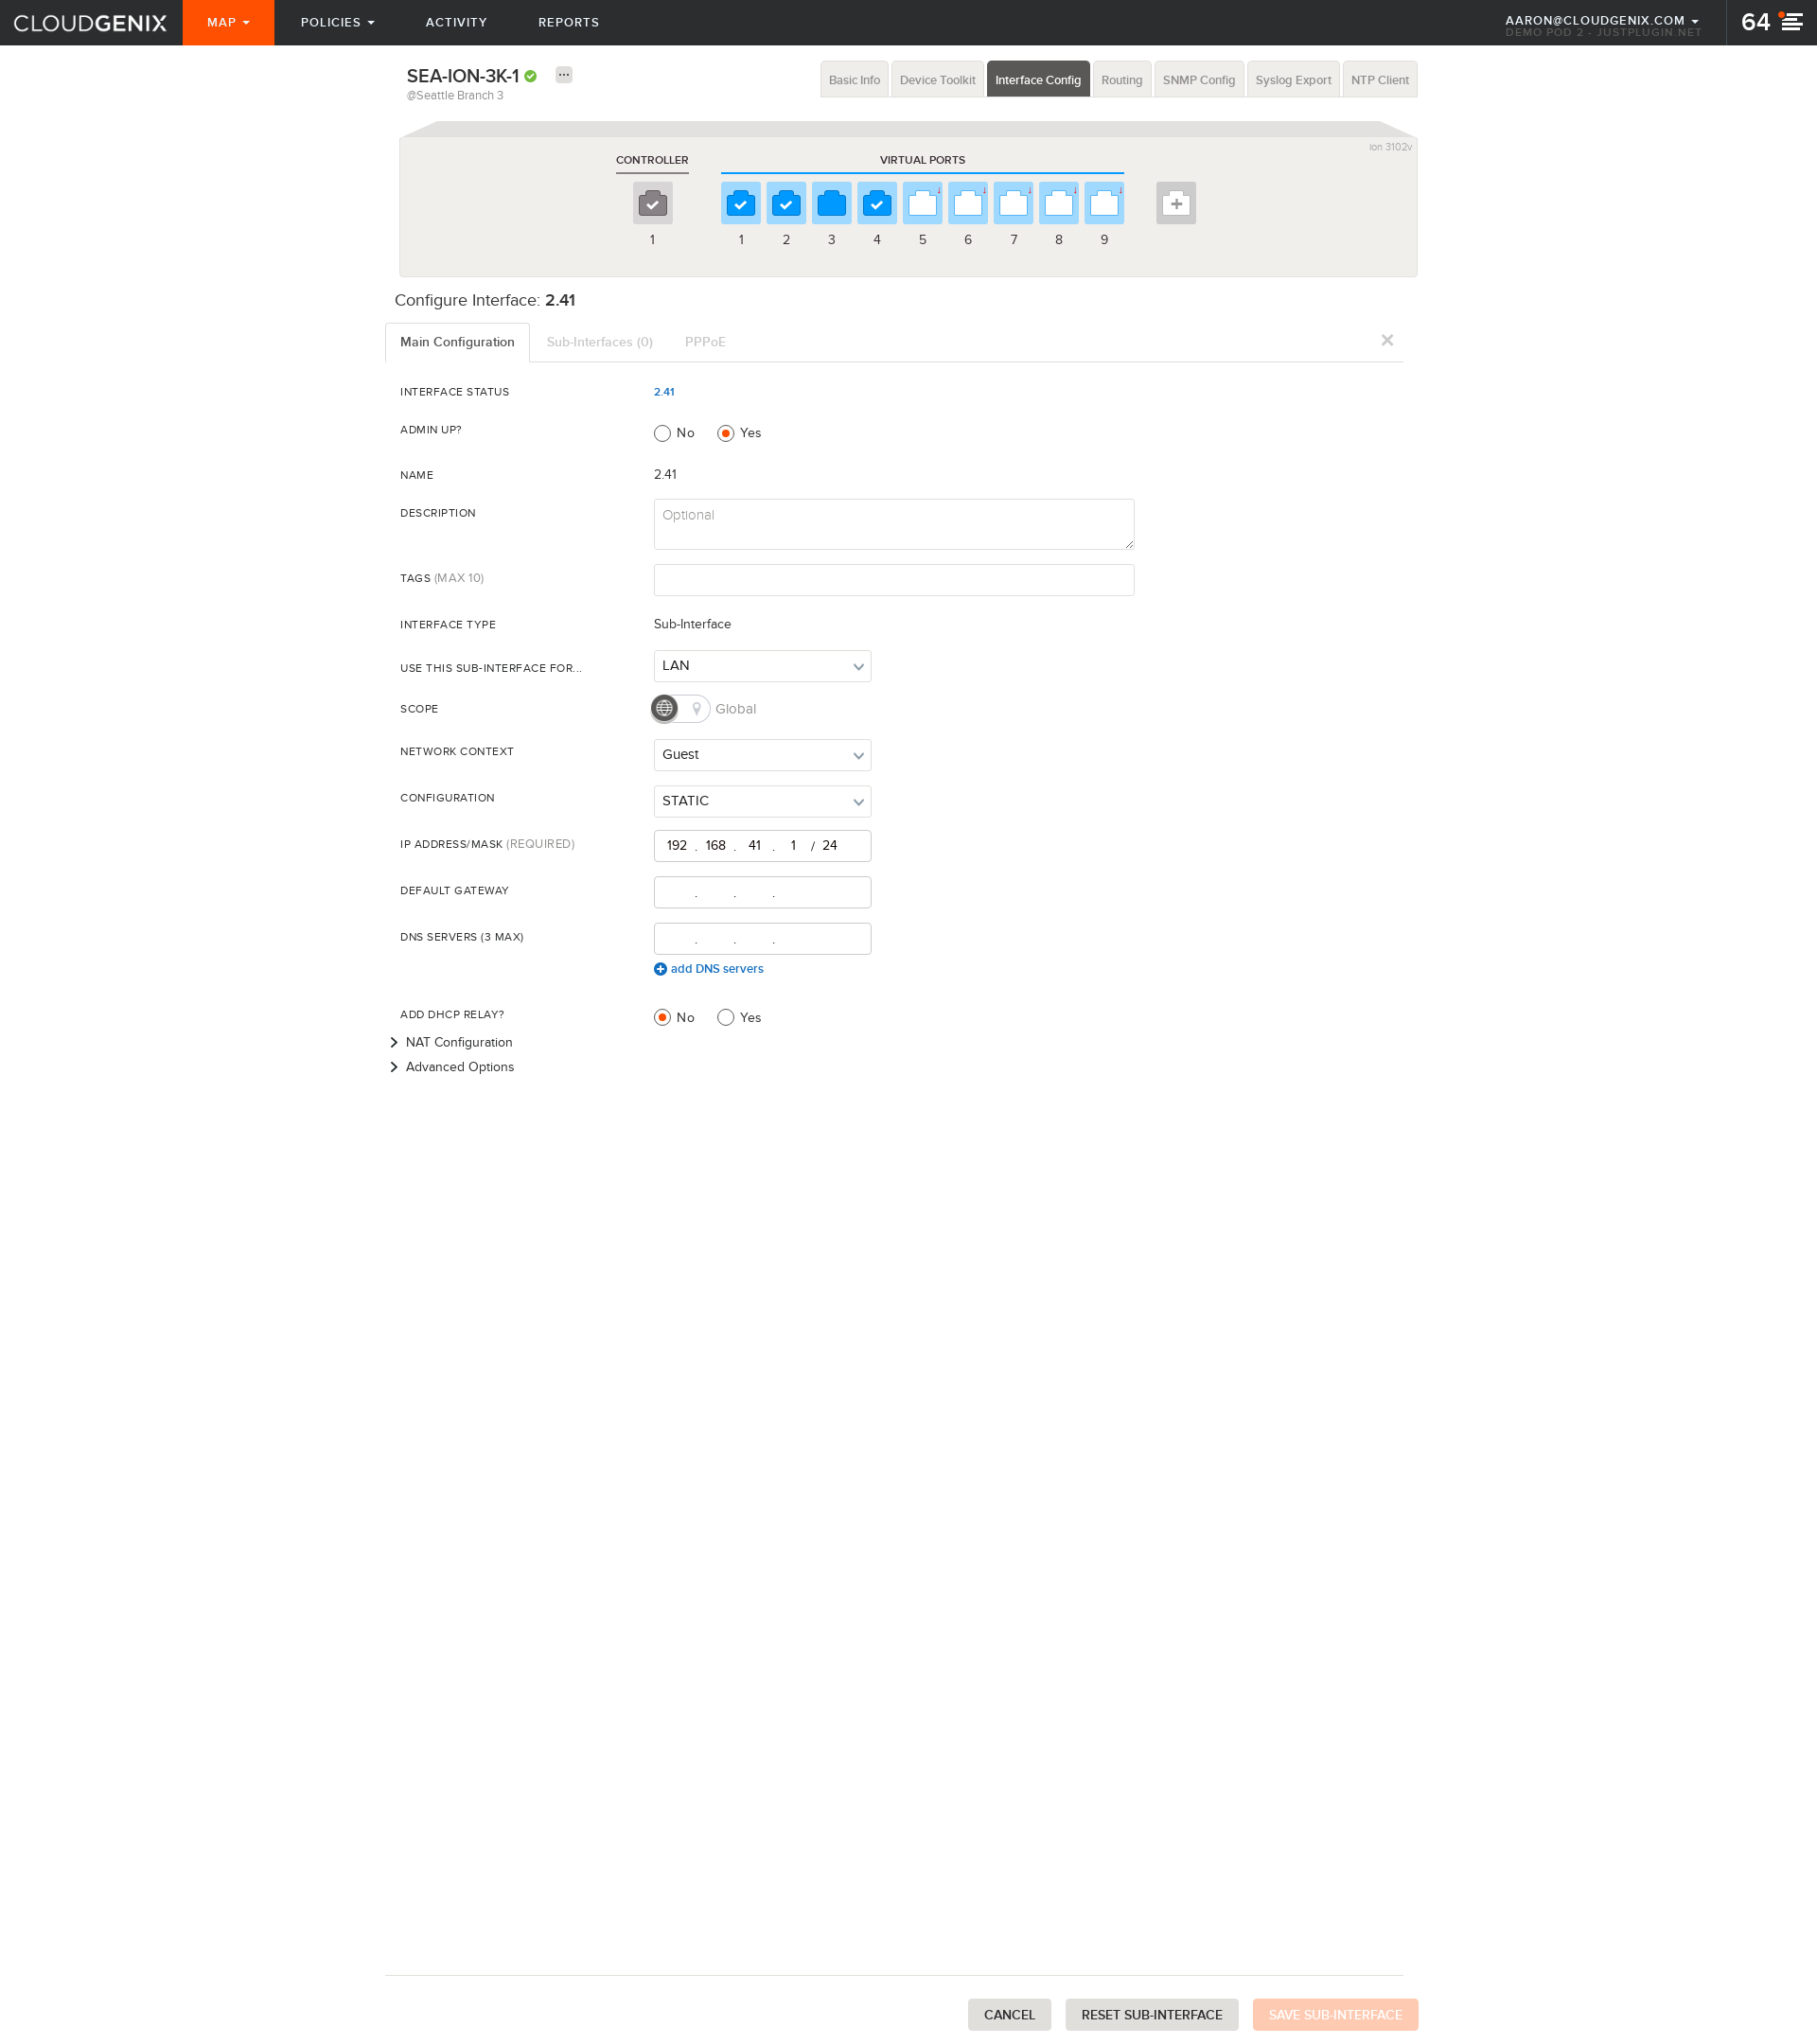 CLOUDGENIX MAP POLICIES ACTIVITY REPORTS AARON@CLOUDGENIX.COM 64
DEMO POD 2 - JUSTPLUGIN.NET
SEA-ION-3K-1
@Seattle Branch 3
Basic Info Device Toolkit Interface Config Routing SNMP Config Syslog Export NTP Client
ion 3102v
CONTROLLER VIRTUAL PORTS
1 1 2 3 4 5 6 7 8 9
Configure Interface: 2.41
Main Configuration Sub-Interfaces (0) PPPoE
INTERFACE STATUS 2.41
ADMIN UP? No Yes
NAME 2.41
DESCRIPTION Optional
TAGS (MAX 10)
INTERFACE TYPE Sub-Interface
USE THIS SUB-INTERFACE FOR... LAN
SCOPE Global
NETWORK CONTEXT Guest
CONFIGURATION STATIC
IP ADDRESS/MASK (REQUIRED) 192 . 168 . 41 . 1 / 24
DEFAULT GATEWAY . . .
DNS SERVERS (3 MAX) . . .
add DNS servers
ADD DHCP RELAY? No Yes
NAT Configuration
Advanced Options
CANCEL RESET SUB-INTERFACE SAVE SUB-INTERFACE